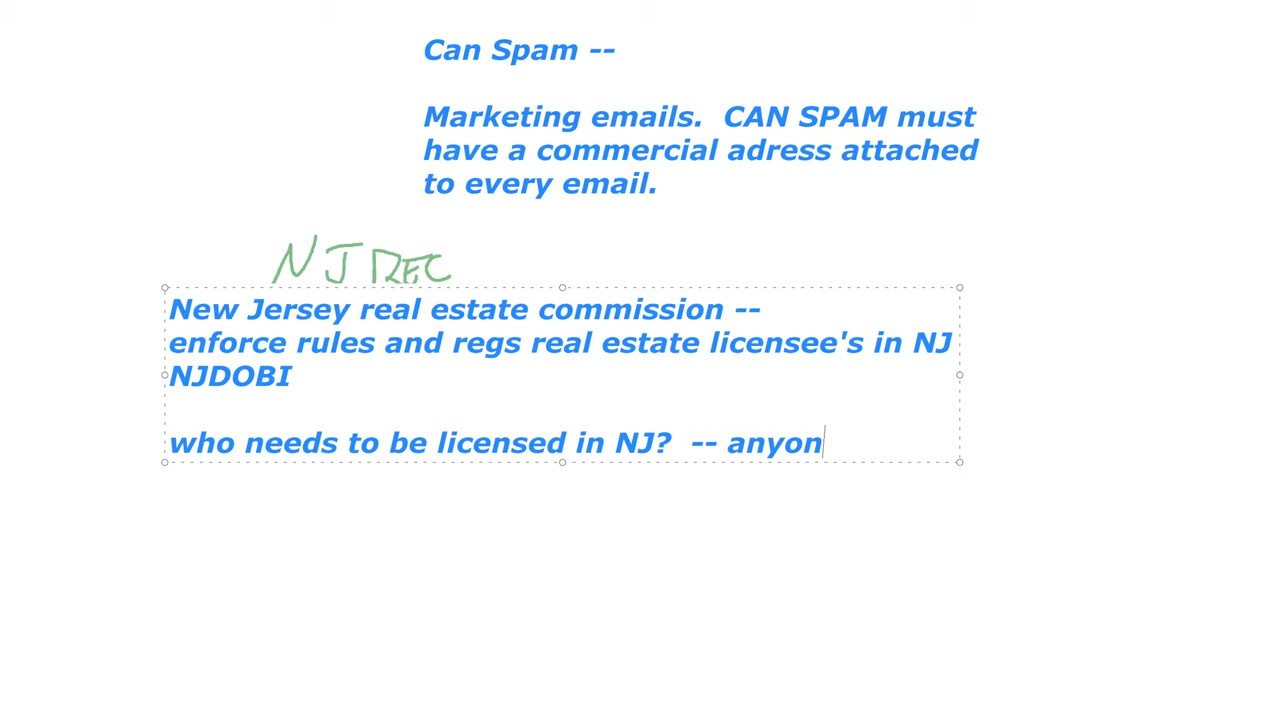 Can Spam --
Marketing emails.  CAN SPAM must
have a commercial adress attached
to every email.
NJ REC
New Jersey real estate commission --
enforce rules and regs real estate licensee's in NJ
NJDOBI
who needs to be licensed in NJ?  -- anyon